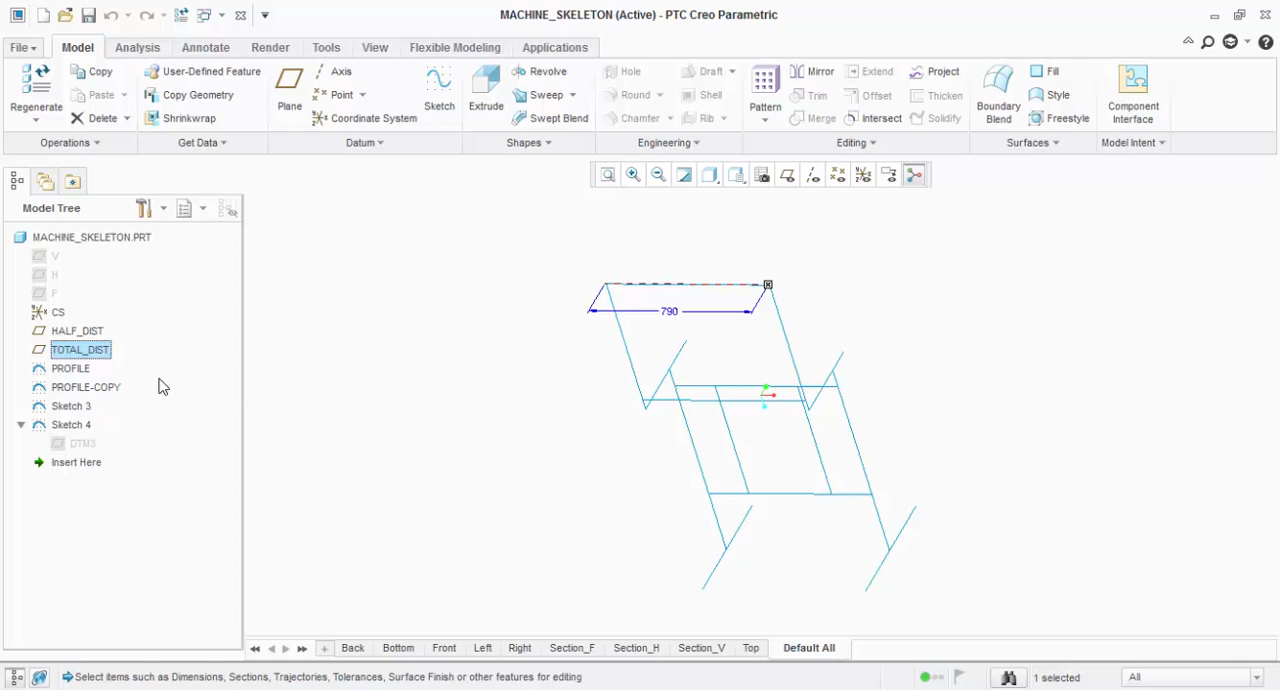 MACHINE_SKELETON (Active) - PTC Creo Parametric
File Model Analysis Annotate Render Tools View Flexible Modeling Applications
Regenerate Copy Paste Delete
User-Defined Feature Copy Geometry Shrinkwrap
Plane Axis Point Coordinate System Sketch
Extrude Revolve Sweep Swept Blend
Hole Round Chamfer Draft Shell Rib
Pattern Mirror Trim Merge Extend Offset Intersect Project Thicken Solidify
Boundary Blend Fill Style Freestyle
Component Interface
Operations Get Data Datum Shapes Engineering Editing Surfaces Model Intent
Model Tree
MACHINE_SKELETON.PRT
V
H
F
CS
HALF_DIST
TOTAL_DIST
PROFILE
PROFILE-COPY
Sketch 3
Sketch 4
DTM3
Insert Here
790
Back Bottom Front Left Right Section_F Section_H Section_V Top Default All
Select items such as Dimensions, Sections, Trajectories, Tolerances, Surface Finish or other features for editing
1 selected
All